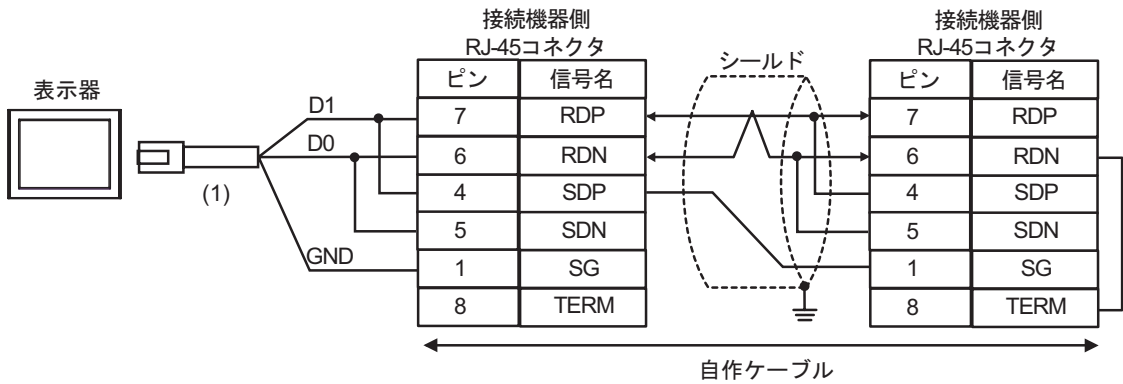 接続機器側
RJ-45コネクタ
接続機器側
RJ-45コネクタ
シールド
表示器
(1)
D1
D0
GND
ピン 信号名
7 RDP
6 RDN
4 SDP
5 SDN
1 SG
8 TERM
ピン 信号名
7 RDP
6 RDN
4 SDP
5 SDN
1 SG
8 TERM
自作ケーブル